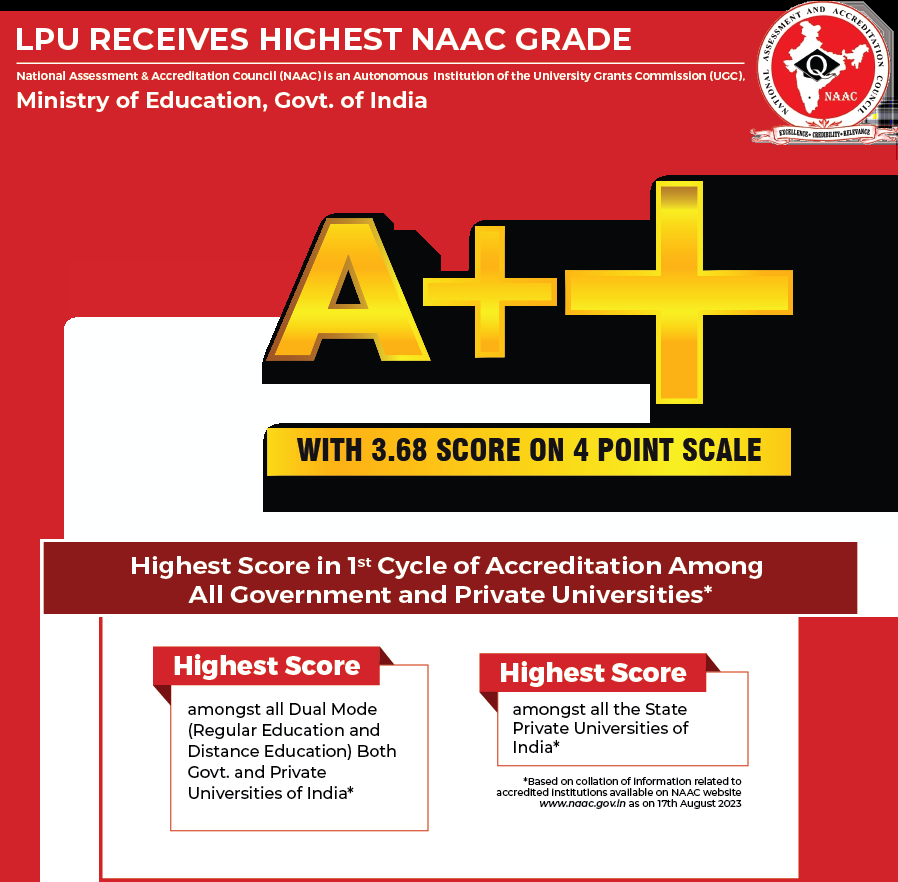 LPU RECEIVES HIGHEST NAAC GRADE
National Assessment & Accreditation Council (NAAC) is an Autonomous Institution of the University Grants Commission (UGC),
Ministry of Education, Govt. of India
NATIONAL ASSESSMENT AND ACCREDITATION COUNCIL
Q
NAAC
EXCELLENCE • CREDIBILITY • RELEVANCE
A++
WITH 3.68 SCORE ON 4 POINT SCALE
Highest Score in 1st Cycle of Accreditation Among
All Government and Private Universities*
Highest Score
amongst all Dual Mode
(Regular Education and
Distance Education) Both
Govt. and Private
Universities of India*
Highest Score
amongst all the State
Private Universities of
India*
*Based on collation of information related to
accredited institutions available on NAAC website
www.naac.gov.in as on 17th August 2023